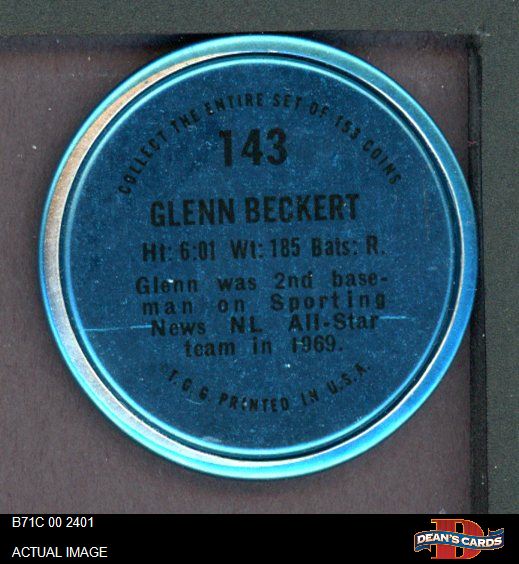 COLLECT THE ENTIRE SET OF 153 COINS
143
GLENN BECKERT
Ht: 6:01 Wt: 185 Bats: R.
Glenn was 2nd base-
man on Sporting
News NL All-Star
team in 1969.
T.C.G. PRINTED IN U.S.A.
B71C 00 2401
ACTUAL IMAGE
D
DEAN'S CARDS